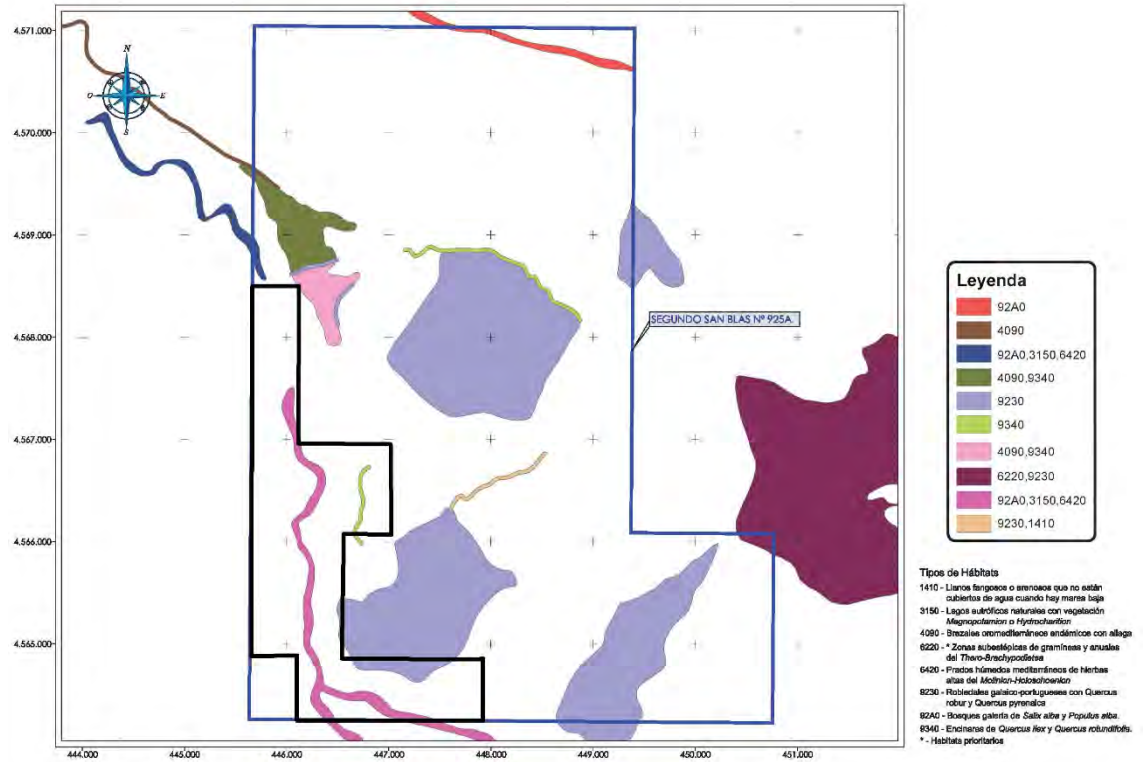 4.571.000
4.570.000
4.569.000
4.568.000
4.567.000
4.566.000
4.565.000
N
O
E
S
SEGUNDO SAN BLAS Nº 925A.
444.000
445.000
446.000
447.000
448.000
449.000
450.000
451.000
Leyenda
92A0
4090
92A0,3150,6420
4090,9340
9230
9340
4090,9340
6220,9230
92A0,3150,6420
9230,1410
Tipos de Hábitats
1410 - Llanos fangosos o arenosos que no están
cubiertos de agua cuando hay marea baja
3150 - Lagos eutróficos naturales con vegetación
Magnopotamion o Hydrocharition
4090 - Brezales oromediterráneos endémicos con aliaga
6220 - * Zonas subestépicas de gramíneas y anuales
del Thero-Brachypodietea
6420 - Prados húmedos mediterráneos de hierbas
altas del Molinion-Holoschoenion
9230 - Robledales galaico-portugueses con Quercus
robur y Quercus pyrenaica
92A0 - Bosques galería de Salix alba y Populus alba.
9340 - Encinares de Quercus ilex y Quercus rotundifolia.
* - Habitats prioritarios